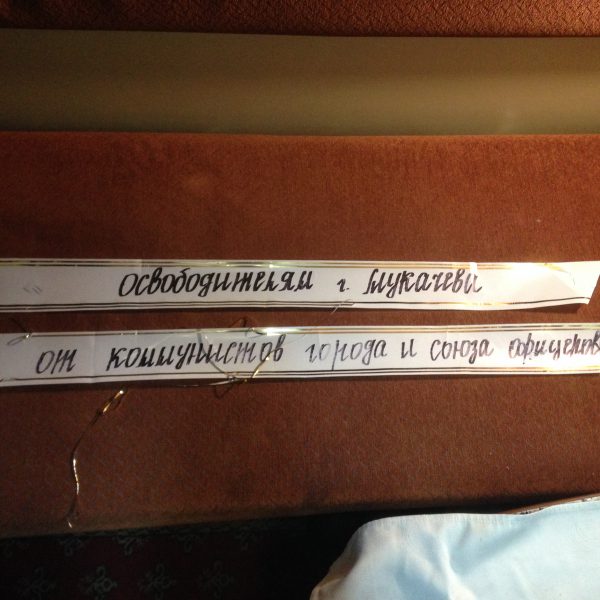 освободителям г. Мукачево
от коммунистов города и союза офицеров